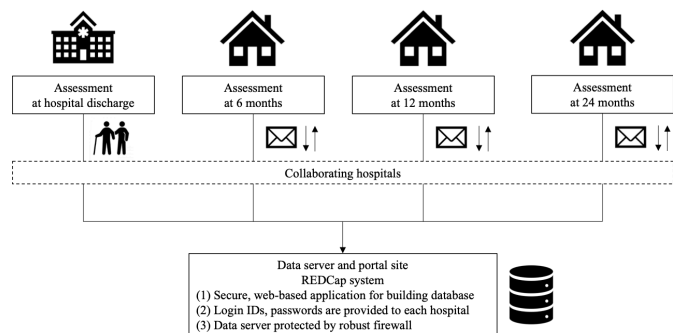 Assessment
at hospital discharge
Assessment
at 6 months
Assessment
at 12 months
Assessment
at 24 months
Collaborating hospitals
Data server and portal site
REDCap system
(1) Secure, web-based application for building database
(2) Login IDs, passwords are provided to each hospital
(3) Data server protected by robust firewall